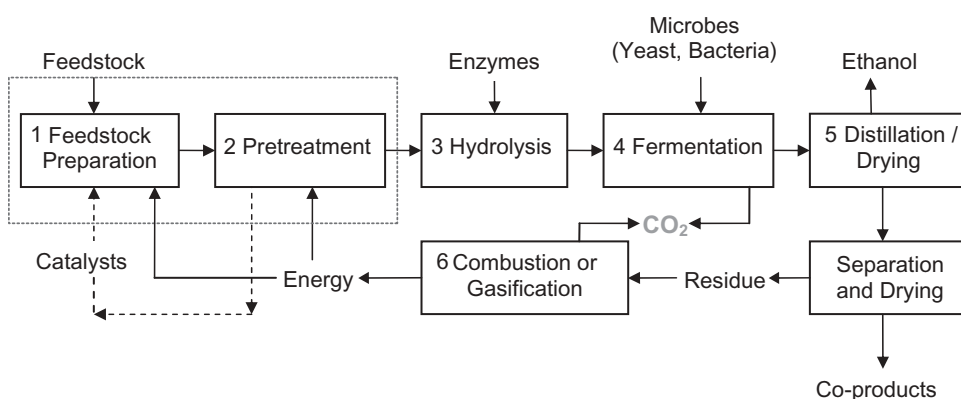 Feedstock
Enzymes
Microbes
(Yeast, Bacteria)
Ethanol
1 Feedstock
Preparation
2 Pretreatment
3 Hydrolysis
4 Fermentation
5 Distillation /
Drying
CO₂
Catalysts
Energy
6 Combustion or
Gasification
Residue
Separation
and Drying
Co-products